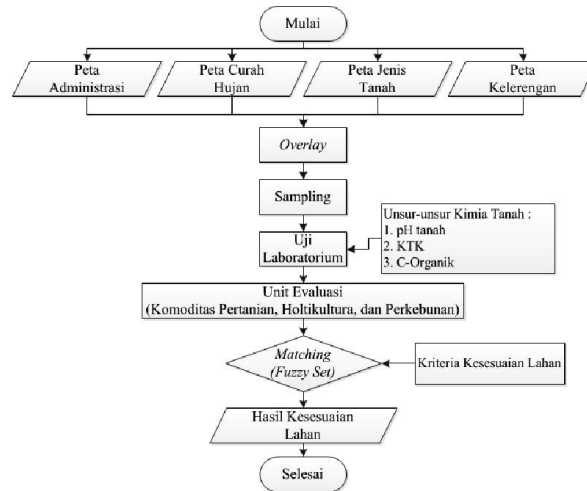 Mulai
Peta
Administrasi
Peta Curah
Hujan
Peta Jenis
Tanah
Peta
Kelerengan
Overlay
Sampling
Uji
Laboratorium
Unsur-unsur Kimia Tanah :
1. pH tanah
2. KTK
3. C-Organik
Unit Evaluasi
(Komoditas Pertanian, Holtikultura, dan Perkebunan)
Matching
(Fuzzy Set)
Kriteria Kesesuaian Lahan
Hasil Kesesuaian
Lahan
Selesai